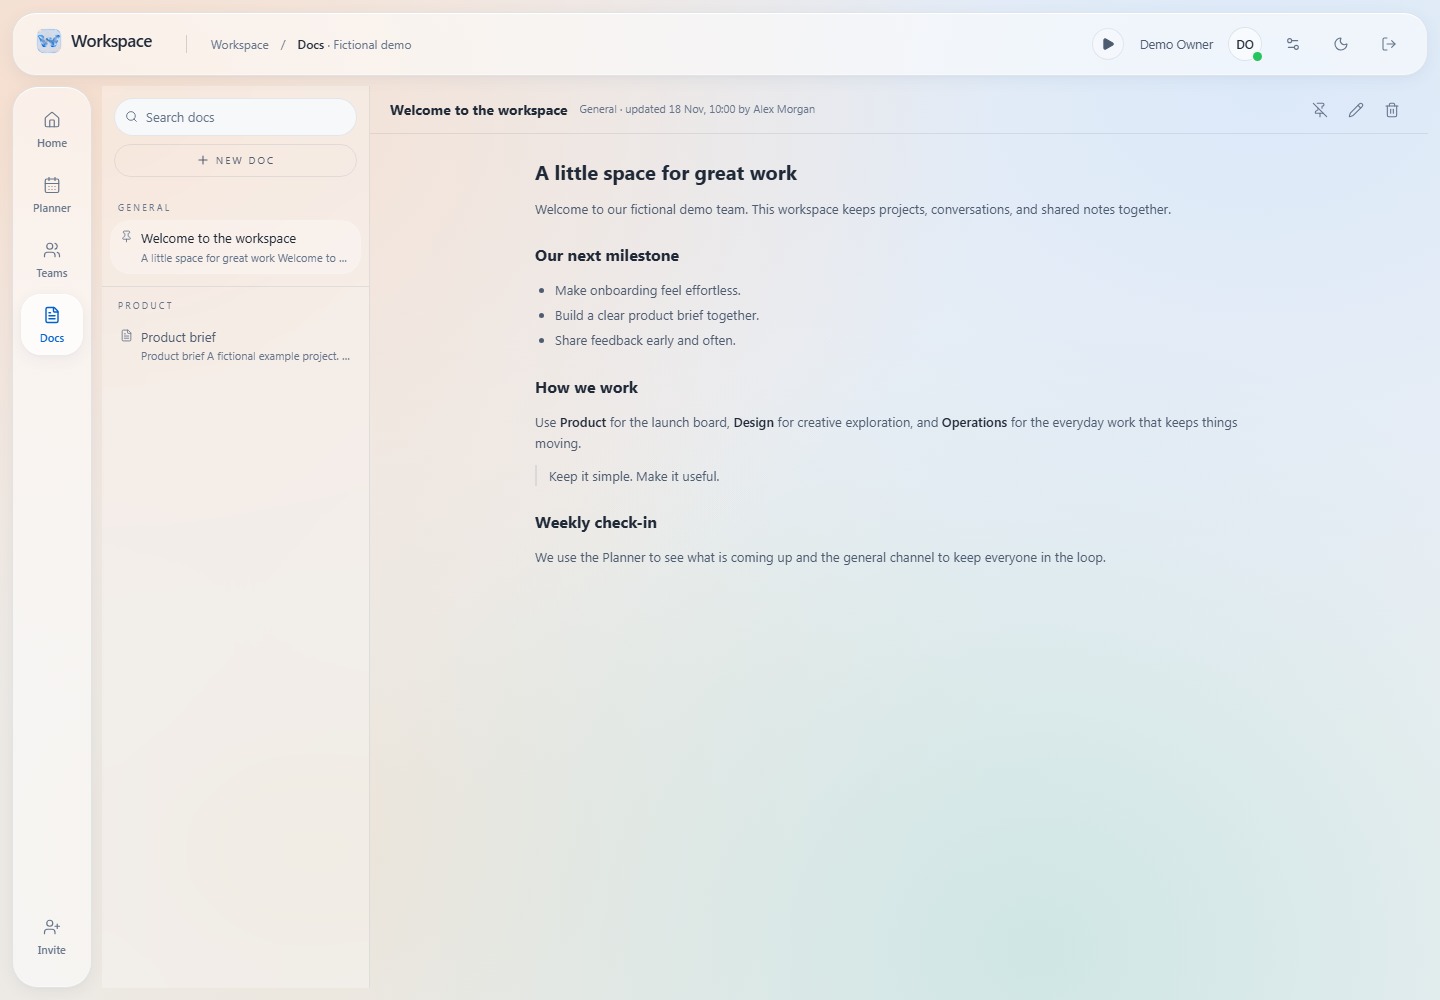 Workspace
Workspace / Docs · Fictional demo
Demo Owner
DO
Home
Planner
Teams
Docs
Invite
Search docs
+ NEW DOC
GENERAL
Welcome to the workspace
A little space for great work Welcome to ...
PRODUCT
Product brief
Product brief A fictional example project. ...
Welcome to the workspace General · updated 18 Nov, 10:00 by Alex Morgan
A little space for great work
Welcome to our fictional demo team. This workspace keeps projects, conversations, and shared notes together.
Our next milestone
• Make onboarding feel effortless.
• Build a clear product brief together.
• Share feedback early and often.
How we work
Use Product for the launch board, Design for creative exploration, and Operations for the everyday work that keeps things
moving.
Keep it simple. Make it useful.
Weekly check-in
We use the Planner to see what is coming up and the general channel to keep everyone in the loop.